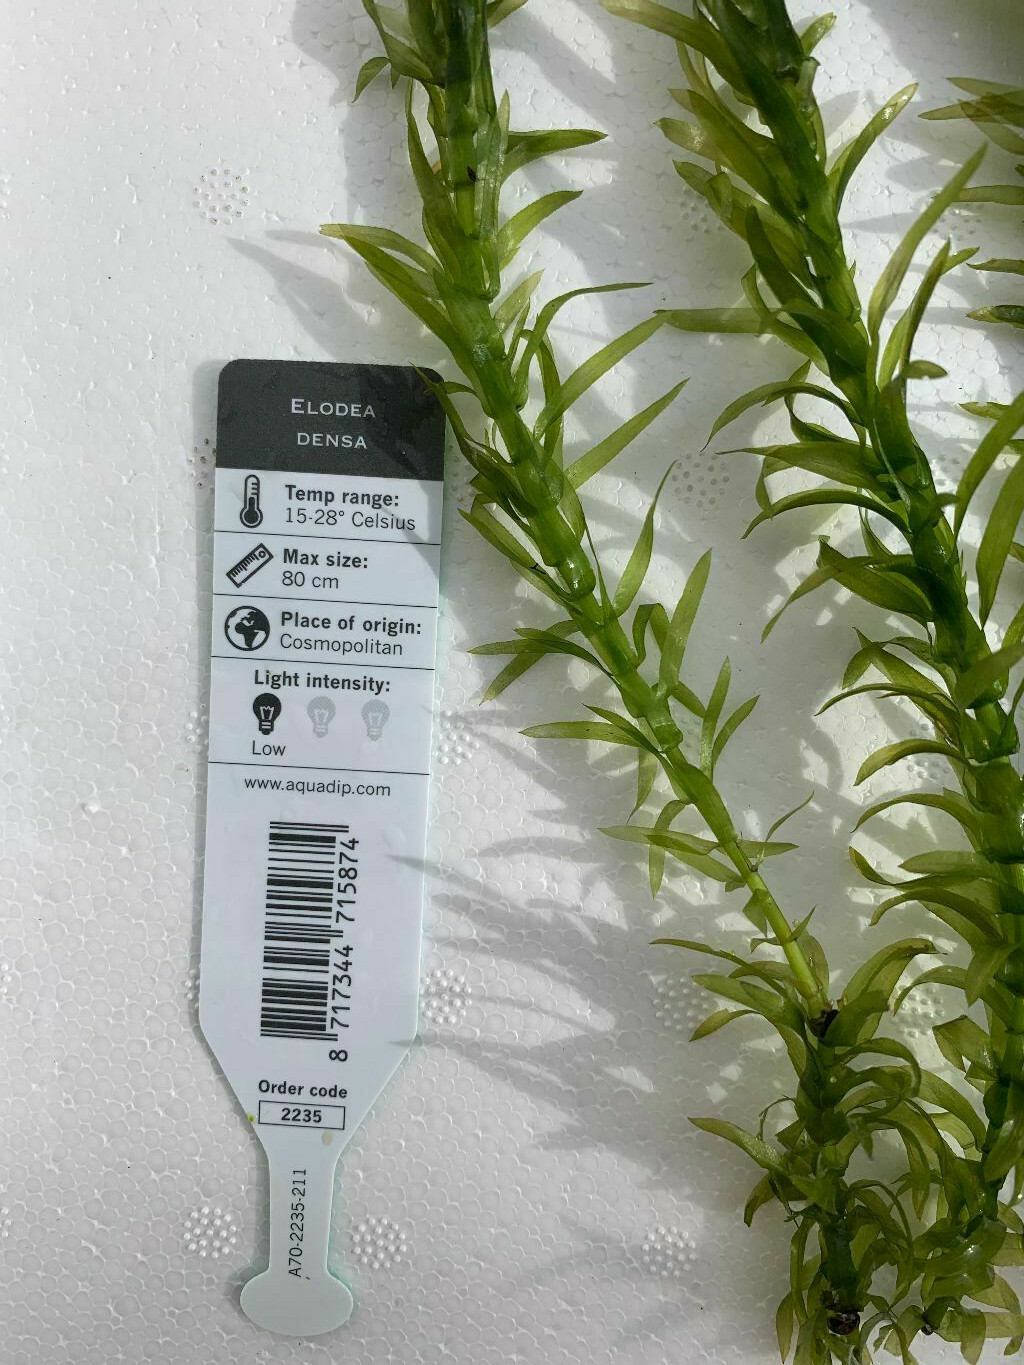 ELODEA
DENSA
Temp range:
15-28° Celsius
Max size:
80 cm
Place of origin:
Cosmopolitan
Light intensity:
Low
www.aquadip.com
8 717344 715874
Order code
2235
A70-2235-211